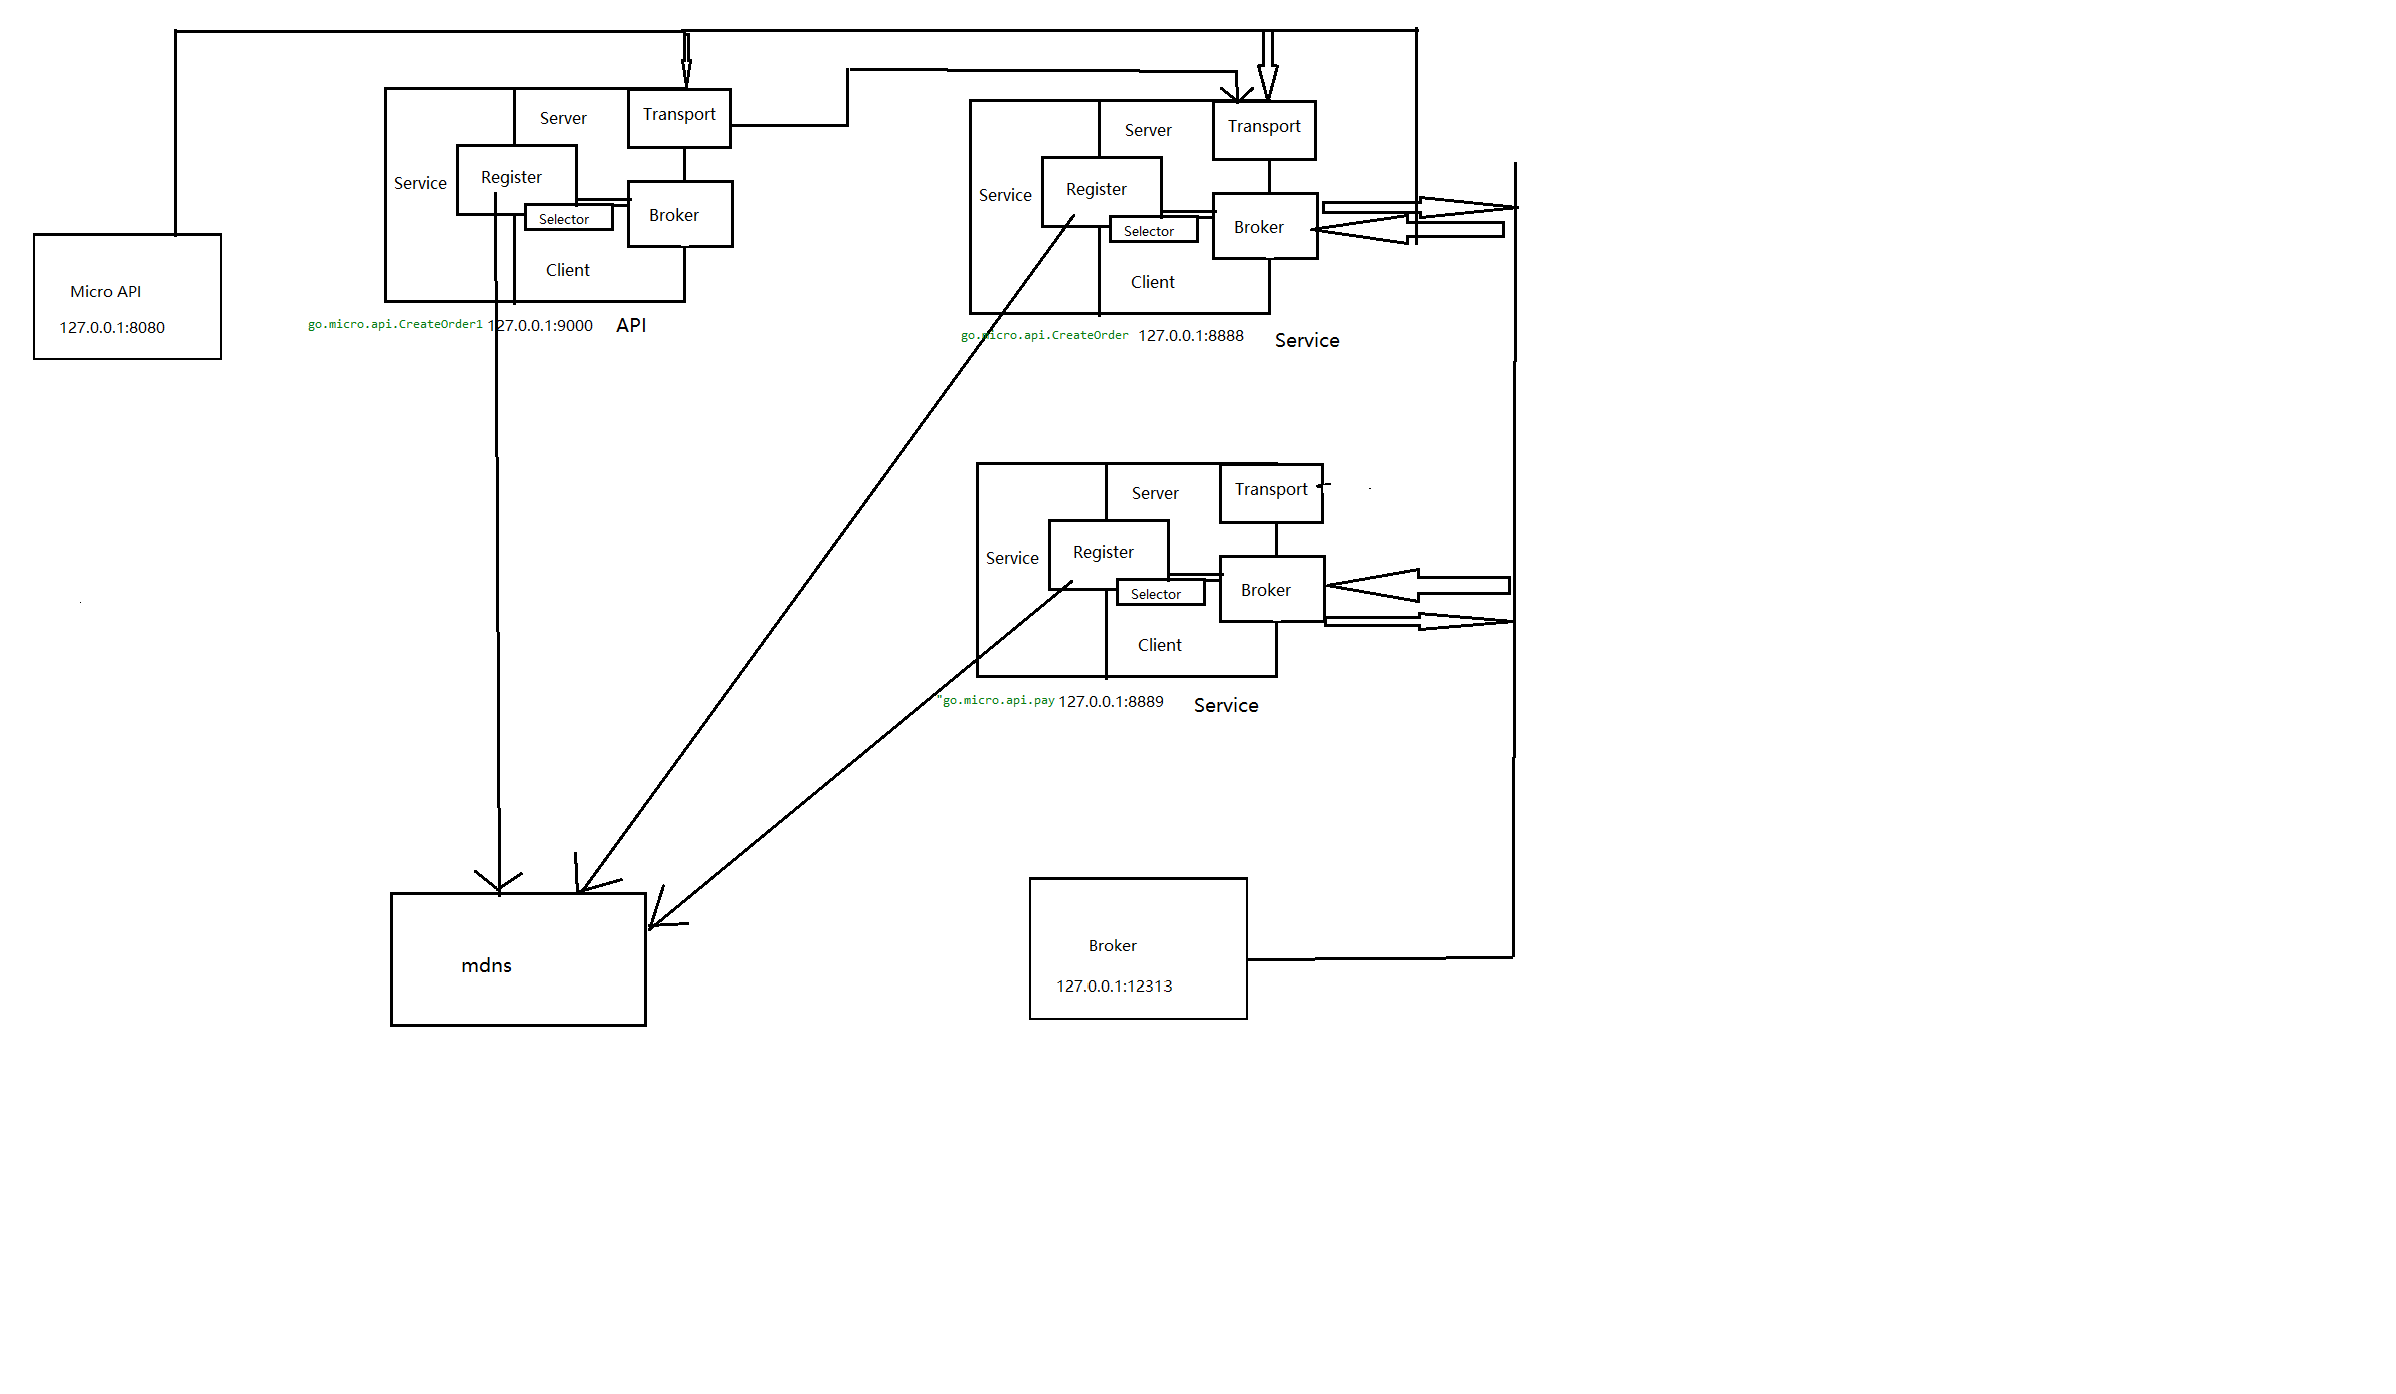 Micro API
127.0.0.1:8080
Server
Transport
Service
Register
Selector
Broker
Client
go.micro.api.CreateOrder1 127.0.0.1:9000 API
Server
Transport
Service
Register
Selector
Broker
Client
go.micro.api.CreateOrder 127.0.0.1:8888 Service
Server
Transport
Service
Register
Selector
Broker
Client
"go.micro.api.pay 127.0.0.1:8889 Service
mdns
Broker
127.0.0.1:12313